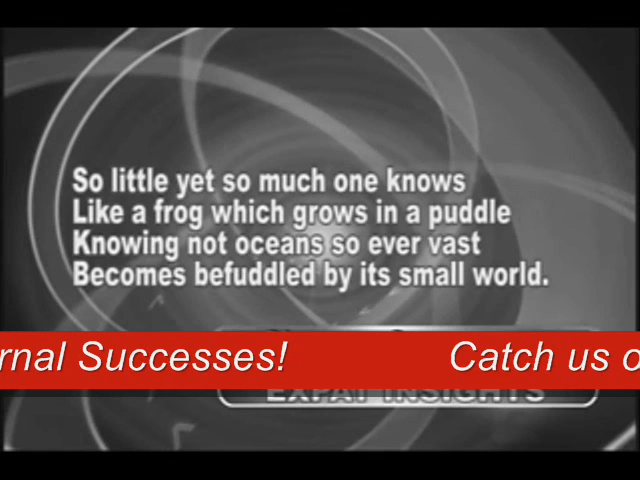 So little yet so much one knows
Like a frog which grows in a puddle
Knowing not oceans so ever vast
Becomes befuddled by its small world.
Successes! Catch us
EXPAT INSIGHTS